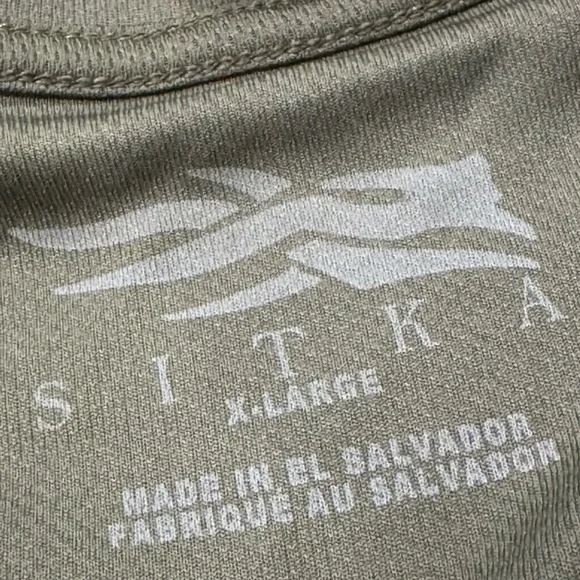 SITKA
X-LARGE
MADE IN EL SALVADOR
FABRIQUE AU SALVADOR